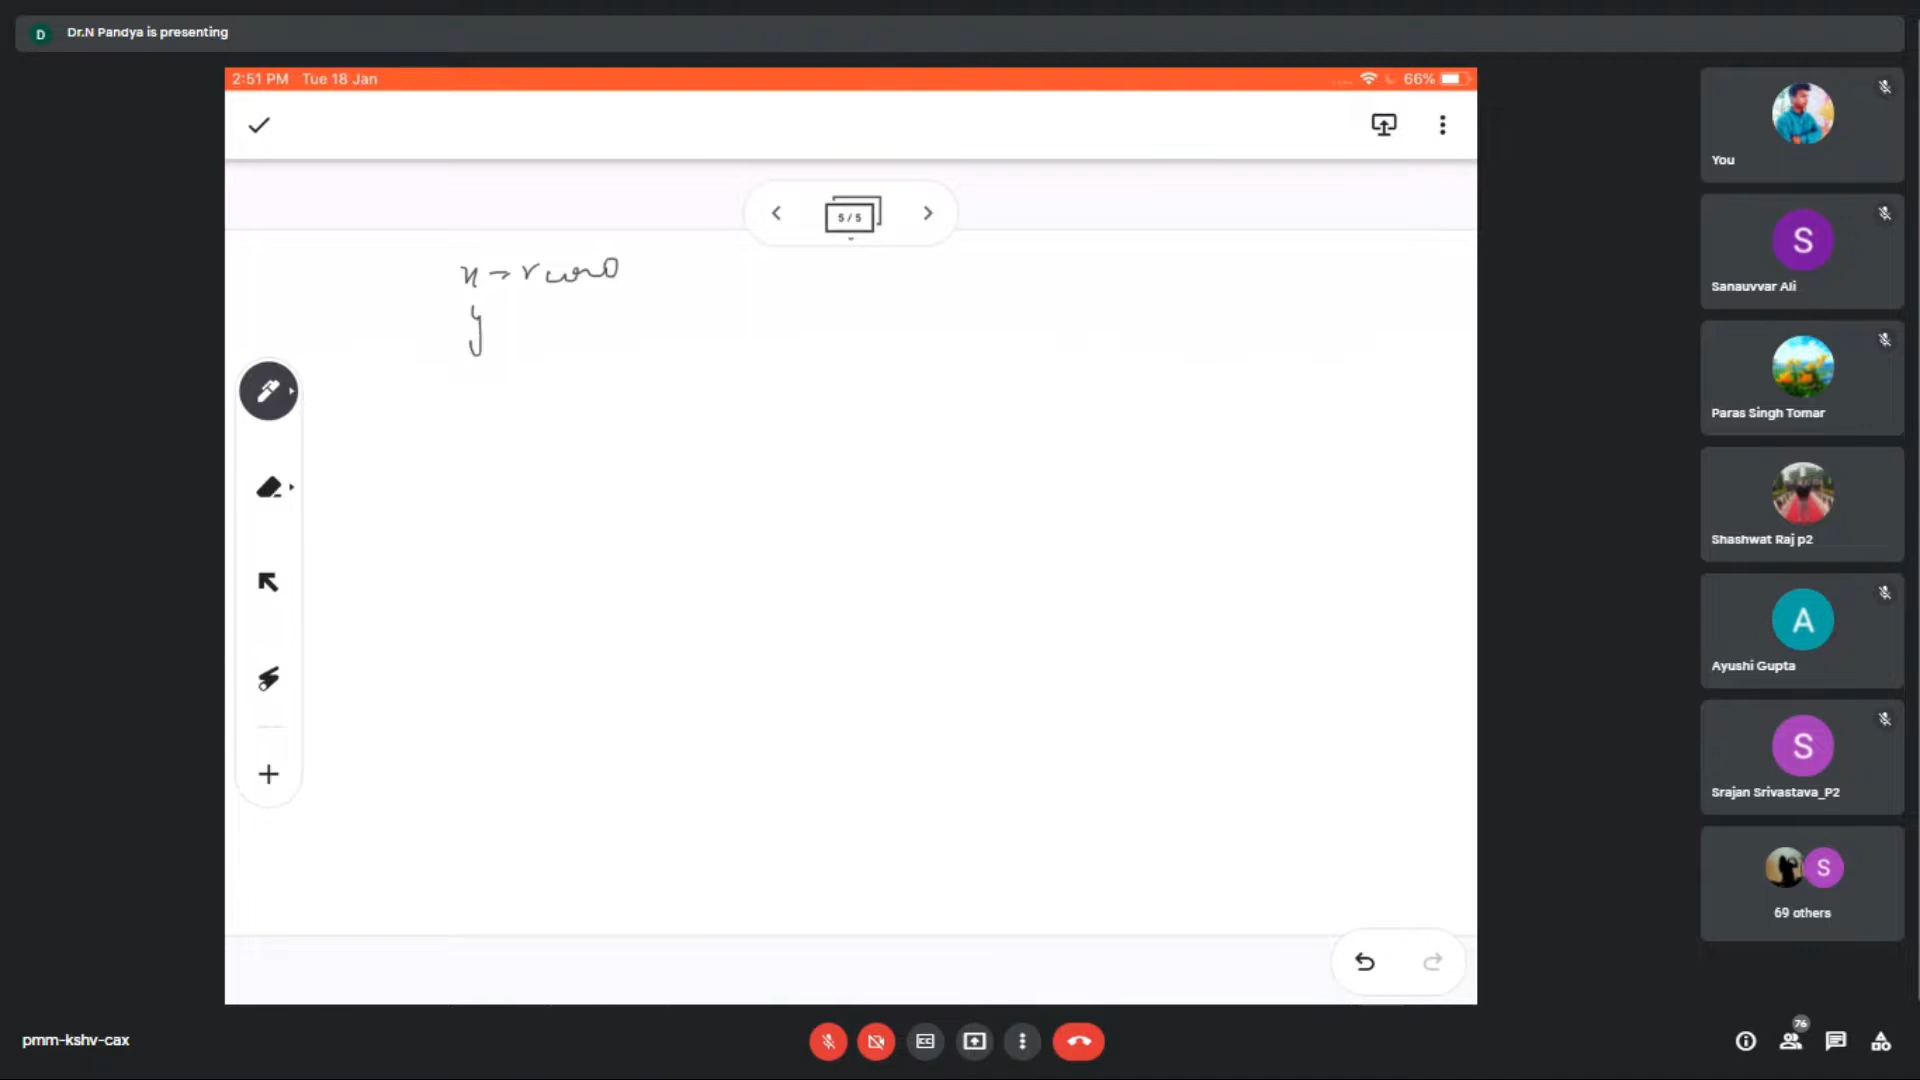 D Dr.N Pandya is presenting
2:51 PM Tue 18 Jan
66%
5 / 5
x → r cos θ
y
You
S
Sanauvvar Ali
Paras Singh Tomar
Shashwat Raj p2
A
Ayushi Gupta
S
Srajan Srivastava_P2
S
69 others
pmm-kshv-cax
CC
76